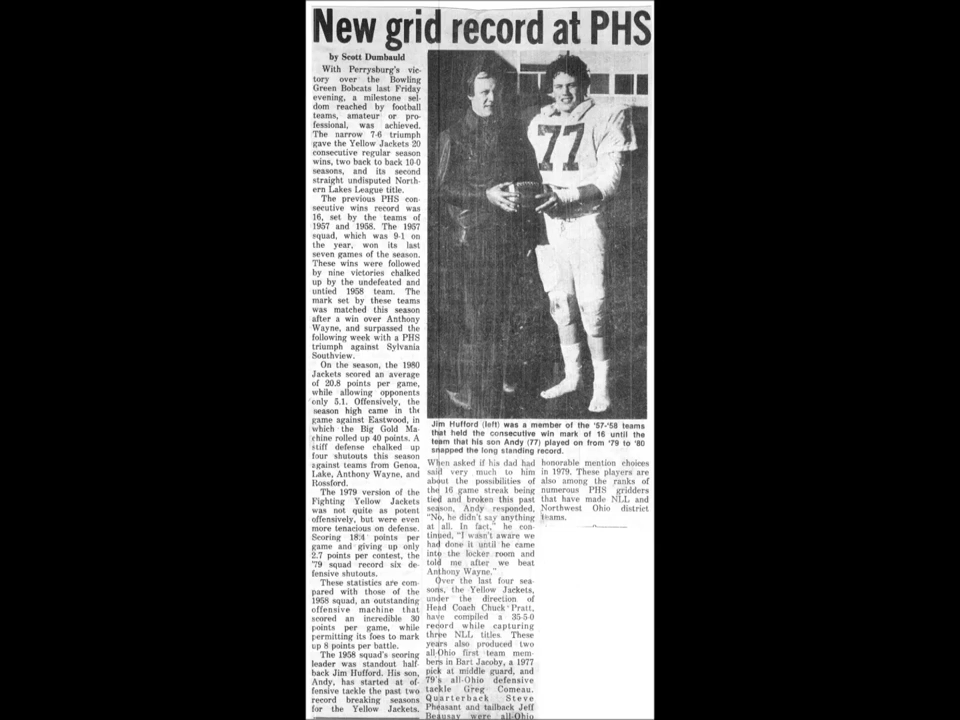 New grid record at PHS
by Scott Dumbauld
With Perrysburg's vic-
tory over the Bowling
Green Bobcats last Friday
evening, a milestone sel-
dom reached by football
teams, amateur or pro-
fessional, was achieved.
The narrow 7-6 triumph
gave the Yellow Jackets 20
consecutive regular season
wins, two back to back 10-0
seasons, and its second
straight undisputed North-
ern Lakes League title.
The previous PHS con-
secutive wins record was
16, set by the teams of
1957 and 1958. The 1957
squad, which was 9-1 on
the year, won its last
seven games of the season.
These wins were followed
by nine victories chalked
up by the undefeated and
untied 1958 team. The
mark set by these teams
was matched this season
after a win over Anthony
Wayne, and surpassed the
following week with a PHS
triumph against Sylvania
Southview.
On the season, the 1980
Jackets scored an average
of 20.8 points per game,
while allowing opponents
only 5.1. Offensively, the
season high came in the
game against Eastwood, in
which the Big Gold Ma-
chine rolled up 40 points. A
stiff defense chalked up
four shutouts this season
against teams from Genoa,
Lake, Anthony Wayne, and
Rossford.
The 1979 version of the
Fighting Yellow Jackets
was not quite as potent
offensively, but were even
more tenacious on defense.
Scoring 18.4 points per
game and giving up only
2.7 points per contest, the
'79 squad record six de-
fensive shutouts.
These statistics are com-
pared with those of the
1958 squad, an outstanding
offensive machine that
scored an incredible 30
points per game, while
permitting its foes to mark
up 8 points per battle.
The 1958 squad's scoring
leader was standout half-
back Jim Hufford. His son,
Andy, has started at of-
fensive tackle the past two
record breaking seasons
for the Yellow Jackets.
77
Jim Hufford (left) was a member of the '57-'58 teams
that held the consecutive win mark of 16 until the
team that his son Andy (77) played on from '79 to '80
snapped the long standing record.
When asked if his dad had
said very much to him
about the possibilities of
the 16 game streak being
tied and broken this past
season, Andy responded,
"No, he didn't say anything
at all. In fact," he con-
tinued, "I wasn't aware we
had done it until he came
into the locker room and
told me after we beat
Anthony Wayne."
Over the last four sea-
sons, the Yellow Jackets,
under the direction of
Head Coach Chuck Pratt,
have compiled a 35-5-0
record while capturing
three NLL titles. These
years also produced two
all-Ohio first team mem-
bers in Bart Jacoby, a 1977
pick at middle guard, and
79's all-Ohio defensive
tackle Greg Comeau.
Quarterback Steve
Pheasant and tailback Jeff
Beausay were all-Ohio
honorable mention choices
in 1979. These players are
also among the ranks of
numerous PHS gridders
that have made NLL and
Northwest Ohio district
teams.